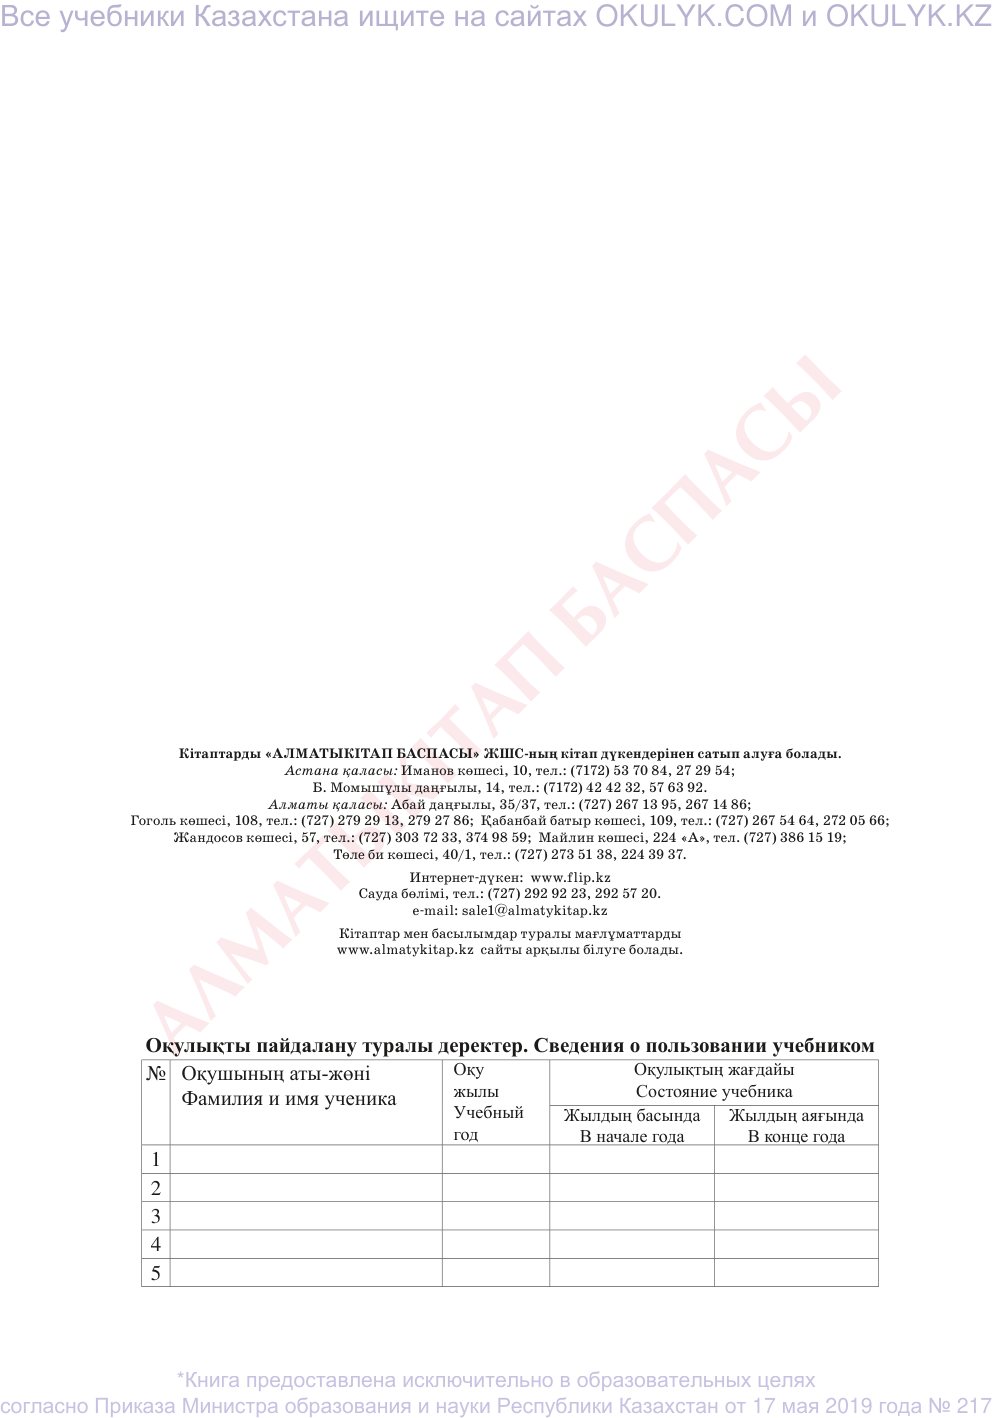 Все учебники Казахстана ищите на сайтах OKULYK.COM и OKULYK.KZ
АЛМАТЫКІТАП БАСПАСЫ
Кітаптарды «АЛМАТЫКІТАП БАСПАСЫ» ЖШС-ның кітап дүкендерінен сатып алуға болады.
Астана қаласы: Иманов көшесі, 10, тел.: (7172) 53 70 84, 27 29 54;
Б. Момышұлы даңғылы, 14, тел.: (7172) 42 42 32, 57 63 92.
Алматы қаласы: Абай даңғылы, 35/37, тел.: (727) 267 13 95, 267 14 86;
Гоголь көшесі, 108, тел.: (727) 279 29 13, 279 27 86; Қабанбай батыр көшесі, 109, тел.: (727) 267 54 64, 272 05 66;
Жандосов көшесі, 57, тел.: (727) 303 72 33, 374 98 59; Майлин көшесі, 224 «А», тел. (727) 386 15 19;
Төле би көшесі, 40/1, тел.: (727) 273 51 38, 224 39 37.
Интернет-дүкен: www.flip.kz
Сауда бөлімі, тел.: (727) 292 92 23, 292 57 20.
e-mail: sale1@almatykitap.kz
Кітаптар мен басылымдар туралы мағлұматтарды
www.almatykitap.kz сайты арқылы білуге болады.
Оқулықты пайдалану туралы деректер. Сведения о пользовании учебником
№ Оқушының аты-жөні
Фамилия и имя ученика
Оқу
жылы
Учебный
год
Оқулықтың жағдайы
Состояние учебника
Жылдың басында
В начале года
Жылдың аяғында
В конце года
1
2
3
4
5
*Книга предоставлена исключительно в образовательных целях
согласно Приказа Министра образования и науки Республики Казахстан от 17 мая 2019 года № 217